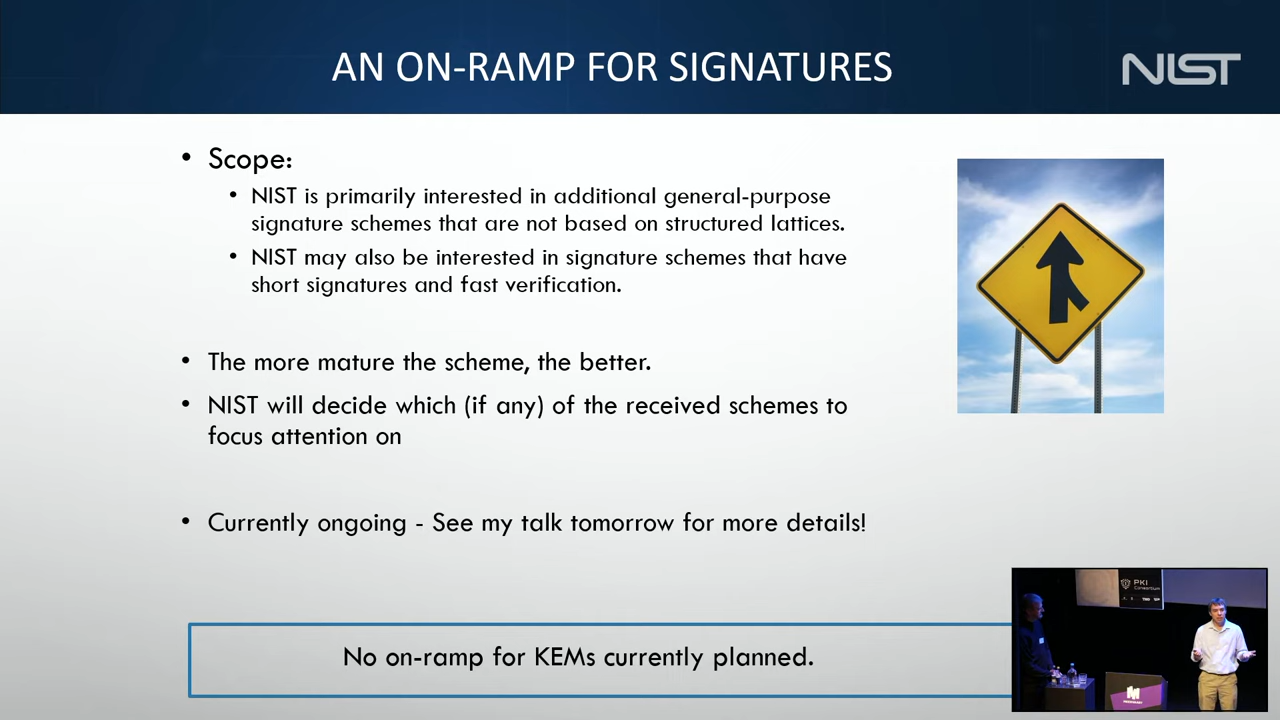 AN ON-RAMP FOR SIGNATURES
NIST
• Scope:
• NIST is primarily interested in additional general-purpose
signature schemes that are not based on structured lattices.
• NIST may also be interested in signature schemes that have
short signatures and fast verification.
• The more mature the scheme, the better.
• NIST will decide which (if any) of the received schemes to
focus attention on
• Currently ongoing - See my talk tomorrow for more details!
No on-ramp for KEMs currently planned.
PKI
Consortium